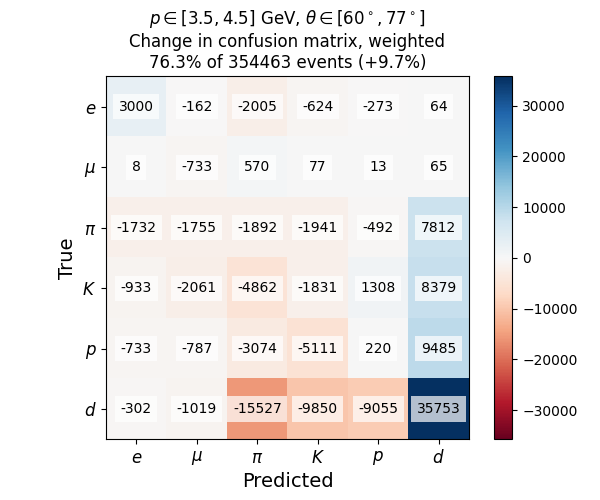 p ∈ [3.5, 4.5] GeV, θ ∈ [60°, 77°]
Change in confusion matrix, weighted
76.3% of 354463 events (+9.7%)
e 3000 -162 -2005 -624 -273 64
μ 8 -733 570 77 13 65
π -1732 -1755 -1892 -1941 -492 7812
K -933 -2061 -4862 -1831 1308 8379
p -733 -787 -3074 -5111 220 9485
d -302 -1019 -15527 -9850 -9055 35753
e μ π K p d
Predicted
True
30000
20000
10000
0
−10000
−20000
−30000